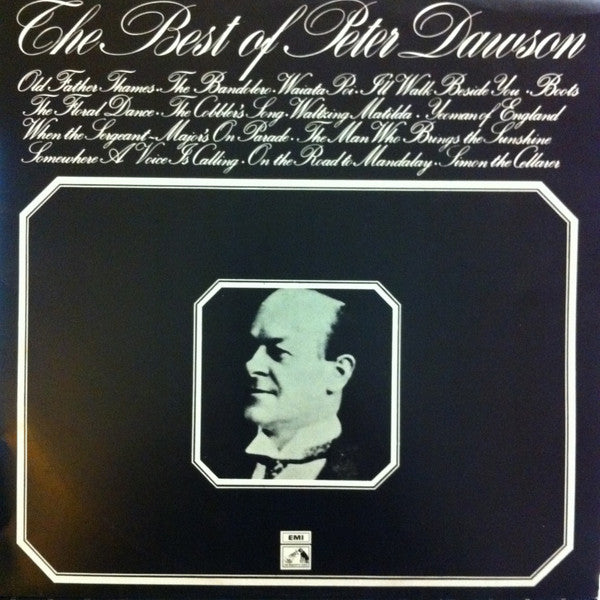 The Best of Peter Dawson
Old Father Thames · The Bandolero · Waiata Poi · I'll Walk Beside You · Boots
The Floral Dance · The Cobbler's Song · Waltzing Matilda · Yeoman of England
When the Sergeant-Major's On Parade · The Man Who Brings the Sunshine
Somewhere A Voice Is Calling · On the Road to Mandalay · Simon the Cellarer
EMI